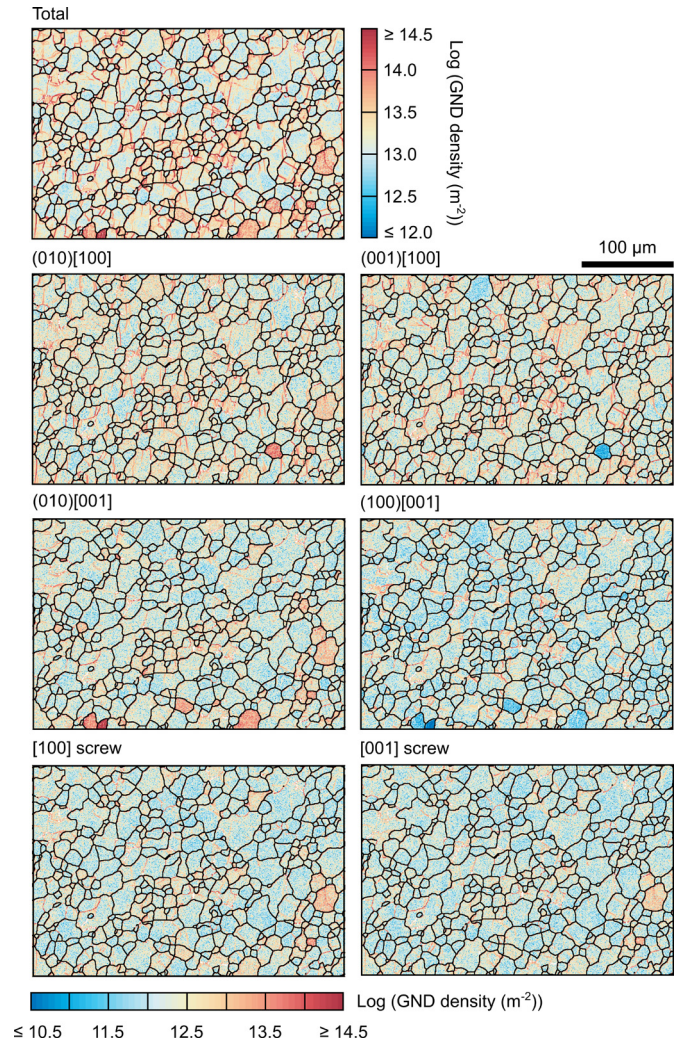 Total
≥ 14.5
14.0
13.5
13.0
12.5
≤ 12.0
Log (GND density (m⁻²))
100 µm
(010)[100]
(001)[100]
(010)[001]
(100)[001]
[100] screw
[001] screw
Log (GND density (m⁻²))
≤ 10.5 11.5 12.5 13.5 ≥ 14.5